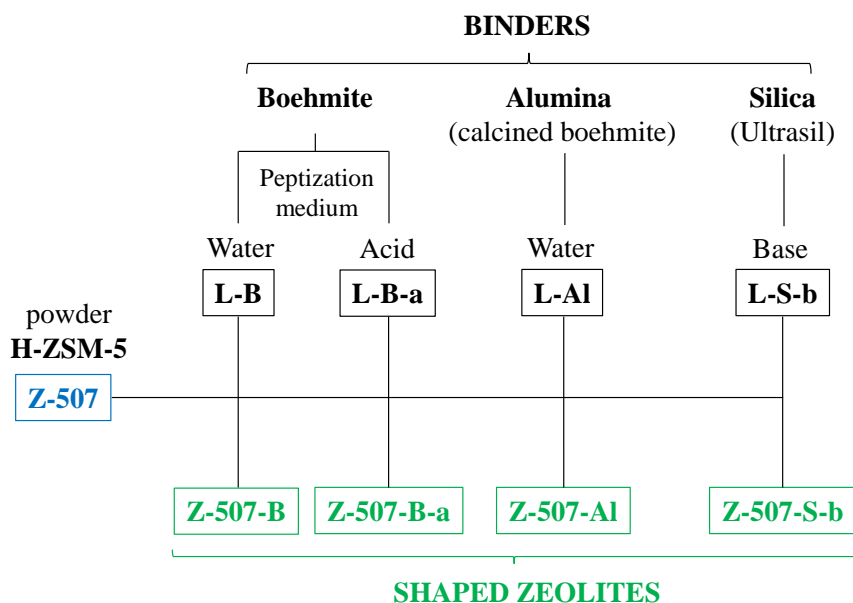 BINDERS
Boehmite
Alumina
(calcined boehmite)
Silica
(Ultrasil)
Peptization
medium
Water
Acid
Water
Base
L-B
L-B-a
L-Al
L-S-b
powder
H-ZSM-5
Z-507
Z-507-B
Z-507-B-a
Z-507-Al
Z-507-S-b
SHAPED ZEOLITES